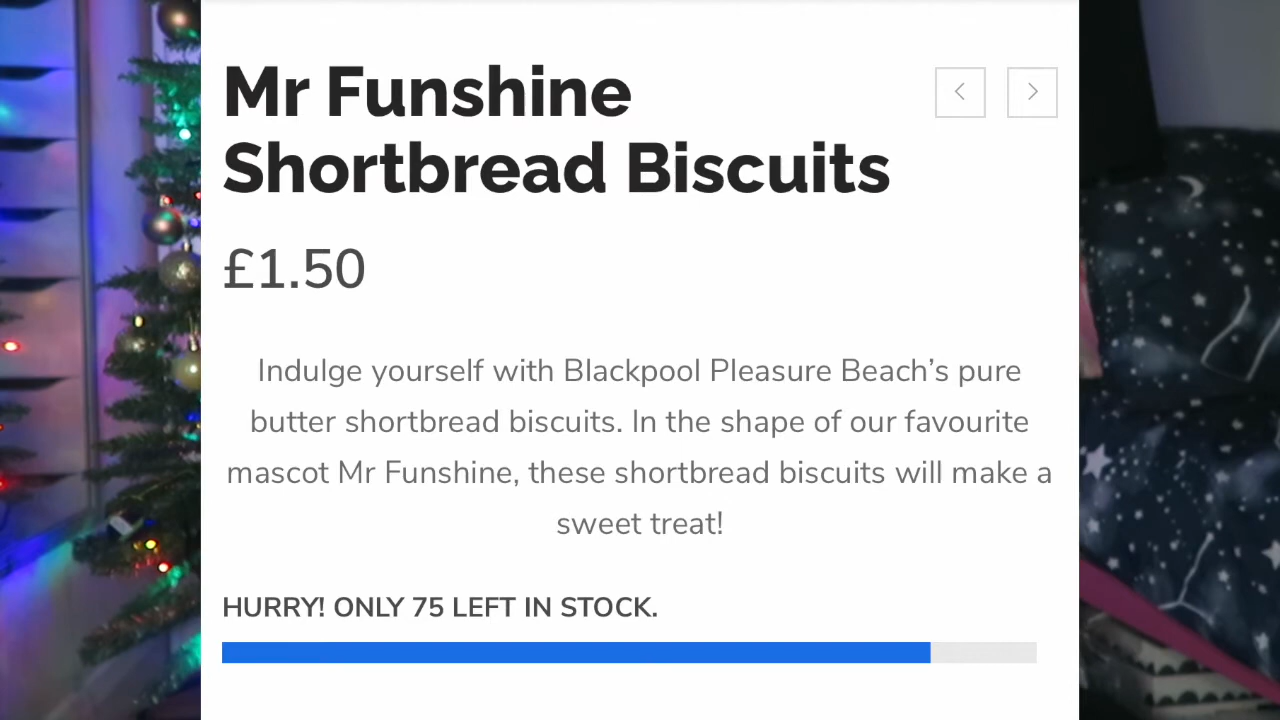 Mr Funshine
Shortbread Biscuits
£1.50
Indulge yourself with Blackpool Pleasure Beach’s pure
butter shortbread biscuits. In the shape of our favourite
mascot Mr Funshine, these shortbread biscuits will make a
sweet treat!
HURRY! ONLY 75 LEFT IN STOCK.